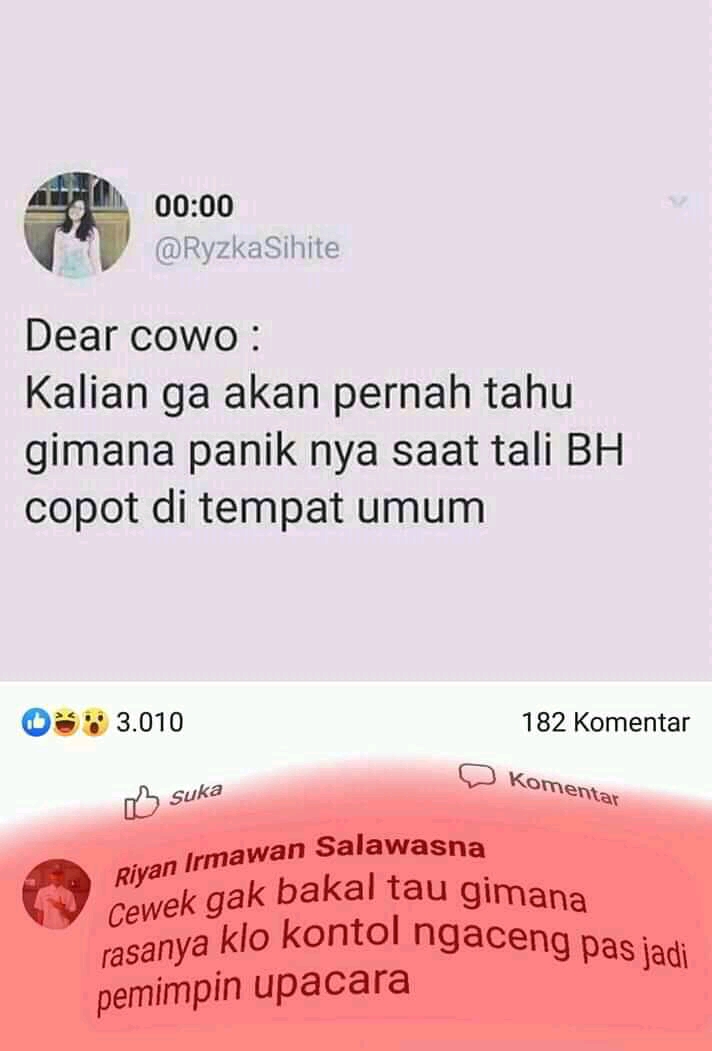 00:00
@RyzkaSihite
Dear cowo :
Kalian ga akan pernah tahu
gimana panik nya saat tali BH
copot di tempat umum
3.010
182 Komentar
Suka
Komentar
Riyan Irmawan Salawasna
Cewek gak bakal tau gimana
rasanya klo kontol ngaceng pas jadi
pemimpin upacara